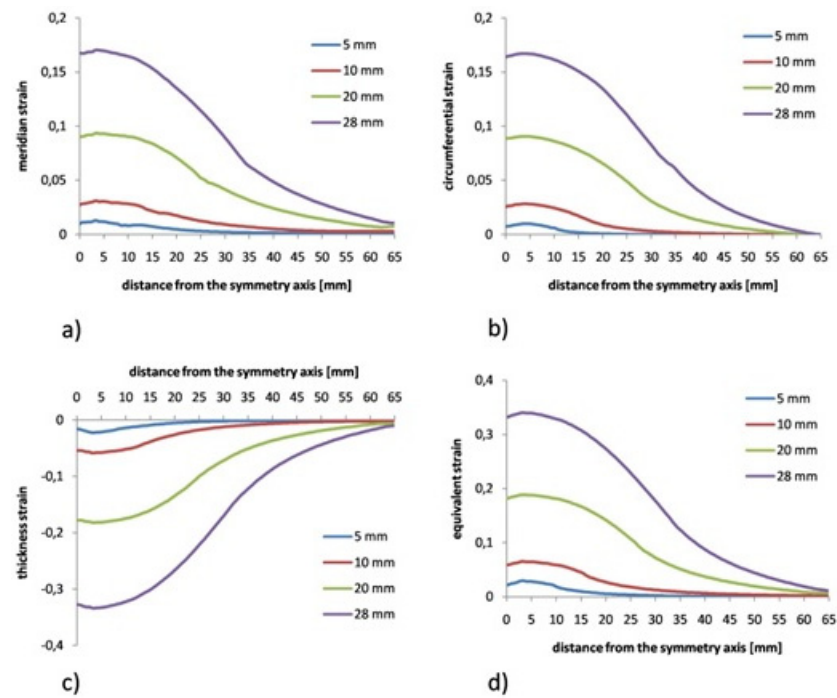 0,2
0,15
0,1
0,05
0
meridian strain
5 mm
10 mm
20 mm
28 mm
0 5 10 15 20 25 30 35 40 45 50 55 60 65
distance from the symmetry axis [mm]
a)
0,2
0,15
0,1
0,05
0
circumferential strain
5 mm
10 mm
20 mm
28 mm
0 5 10 15 20 25 30 35 40 45 50 55 60 65
distance from the symmetry axis [mm]
b)
distance from the symmetry axis [mm]
0 5 10 15 20 25 30 35 40 45 50 55 60 65
0
-0,1
-0,2
-0,3
-0,4
thickness strain
5 mm
10 mm
20 mm
28 mm
c)
0,4
0,3
0,2
0,1
0
equivalent strain
5 mm
10 mm
20 mm
28 mm
0 5 10 15 20 25 30 35 40 45 50 55 60 65
distance from the symmetry axis [mm]
d)